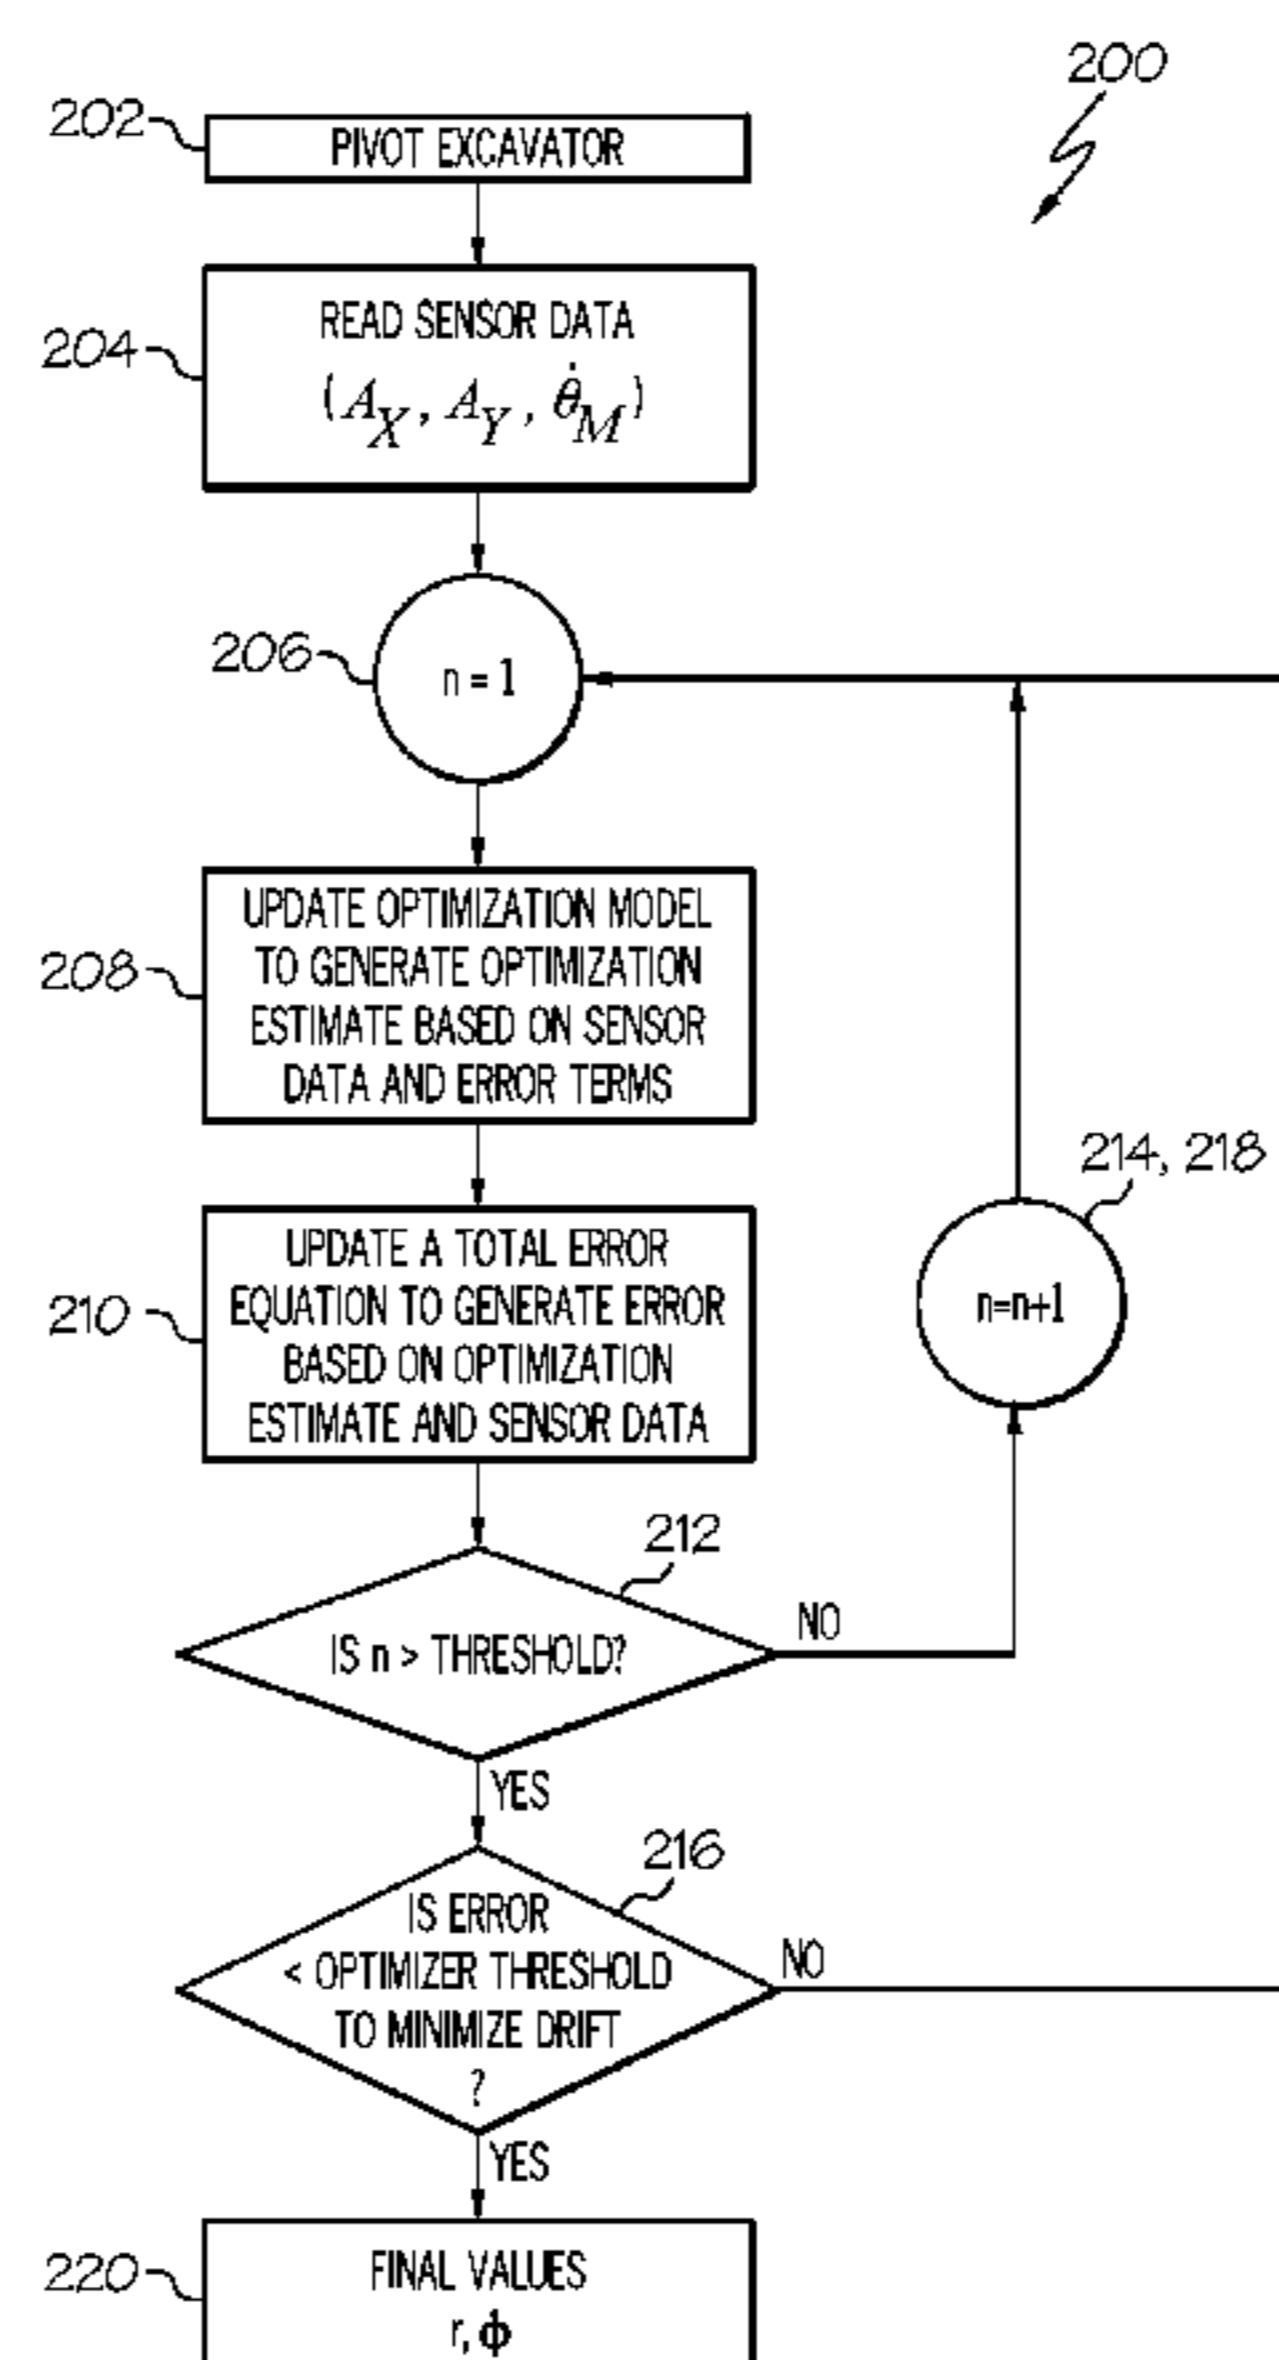 200
202
PIVOT EXCAVATOR
204
READ SENSOR DATA
(A_X, A_Y, θ̇_M)
206
n = 1
208
UPDATE OPTIMIZATION MODEL
TO GENERATE OPTIMIZATION
ESTIMATE BASED ON SENSOR
DATA AND ERROR TERMS
214, 218
n=n+1
210
UPDATE A TOTAL ERROR
EQUATION TO GENERATE ERROR
BASED ON OPTIMIZATION
ESTIMATE AND SENSOR DATA
212
IS n > THRESHOLD?
NO
YES
216
IS ERROR
< OPTIMIZER THRESHOLD
TO MINIMIZE DRIFT
?
NO
YES
220
FINAL VALUES
r, ϕ